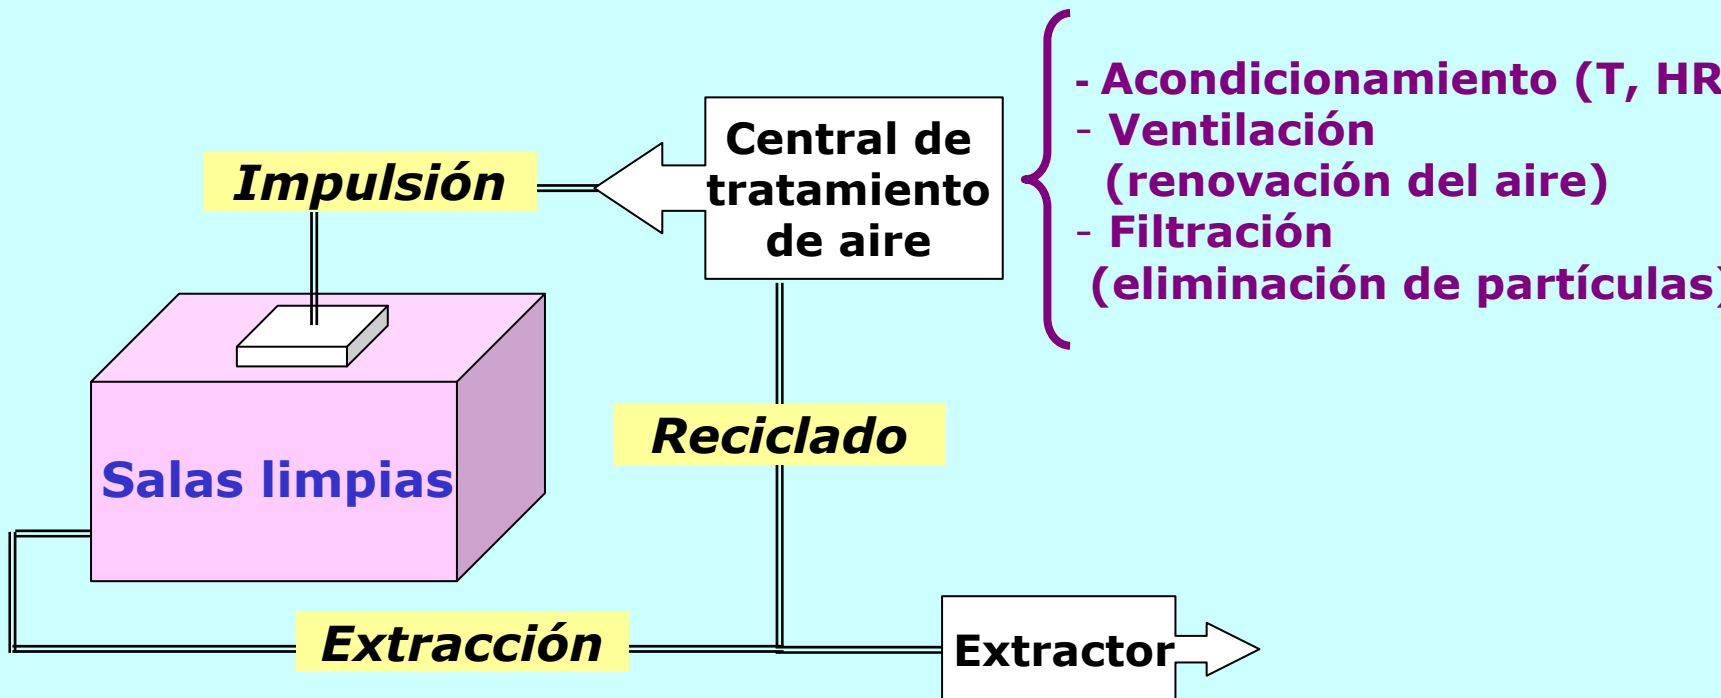 - Acondicionamiento (T, HR
- Ventilación
(renovación del aire)
- Filtración
(eliminación de partículas)
Central de
tratamiento
de aire
Impulsión
Reciclado
Salas limpias
Extracción
Extractor